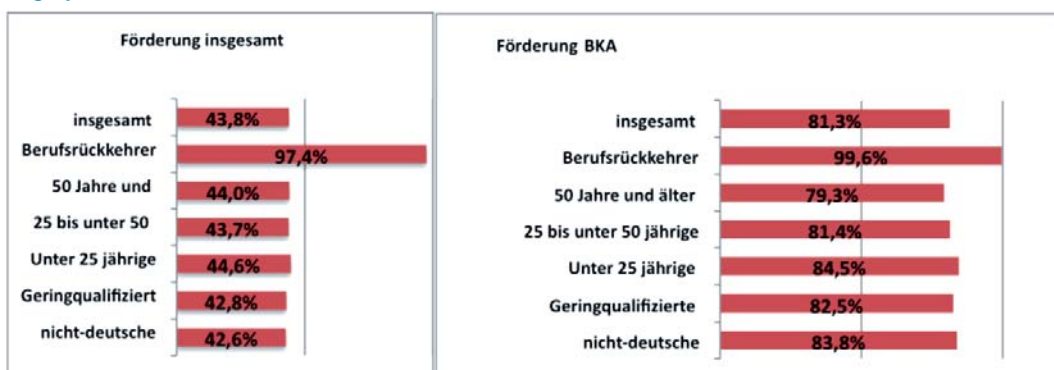 Förderung insgesamt
insgesamt 43,8%
Berufsrückkehrer 97,4%
50 Jahre und 44,0%
25 bis unter 50 43,7%
Unter 25 jährige 44,6%
Geringqualifiziert 42,8%
nicht-deutsche 42,6%
Förderung BKA
insgesamt 81,3%
Berufsrückkehrer 99,6%
50 Jahre und älter 79,3%
25 bis unter 50 jährige 81,4%
Unter 25 jährige 84,5%
Geringqualifizierte 82,5%
nicht-deutsche 83,8%